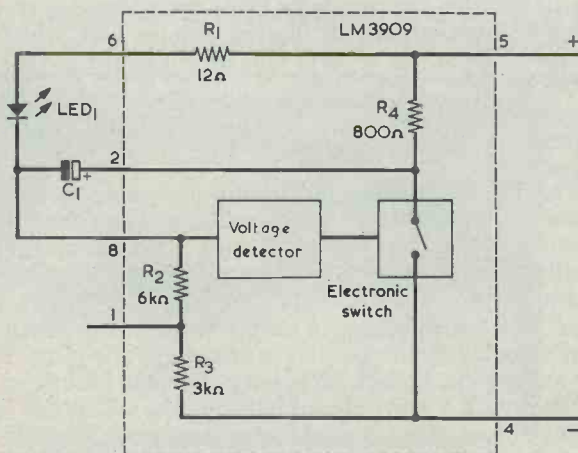 6
R1
LM3909
5
+
12Ω
LED1
R4
800Ω
2
C1
+
Voltage
detector
8
R2
6kΩ
Electronic
switch
1
R3
3kΩ
4
−